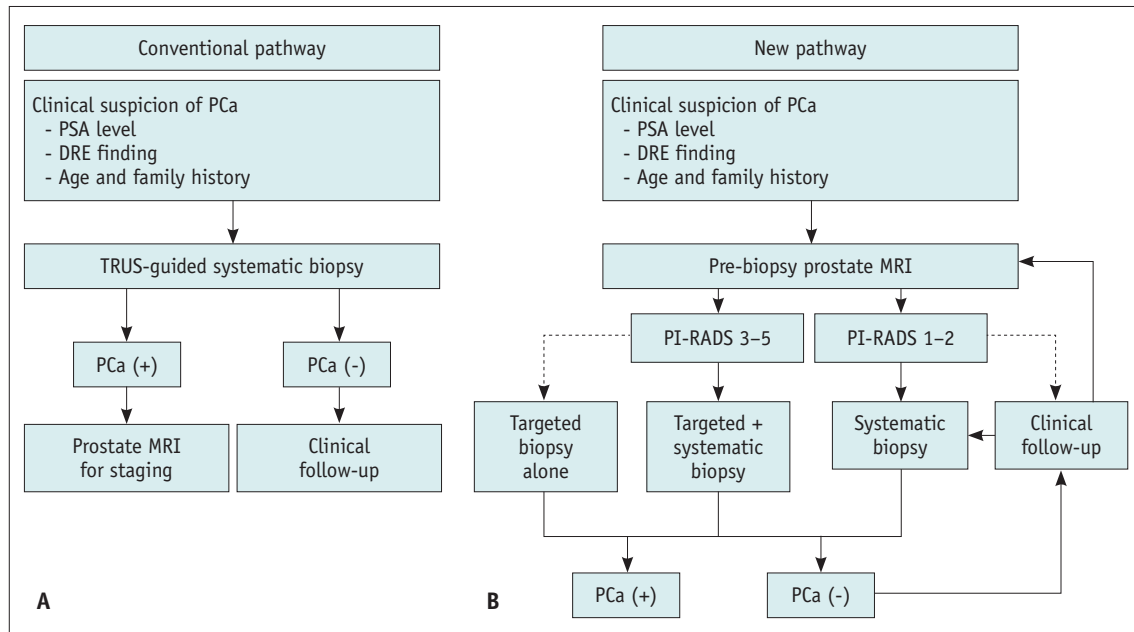 Conventional pathway
Clinical suspicion of PCa
- PSA level
- DRE finding
- Age and family history
TRUS-guided systematic biopsy
PCa (+)
PCa (-)
Prostate MRI
for staging
Clinical
follow-up
A
New pathway
Clinical suspicion of PCa
- PSA level
- DRE finding
- Age and family history
Pre-biopsy prostate MRI
PI-RADS 3–5
PI-RADS 1–2
Targeted
biopsy
alone
Targeted +
systematic
biopsy
Systematic
biopsy
Clinical
follow-up
PCa (+)
PCa (-)
B